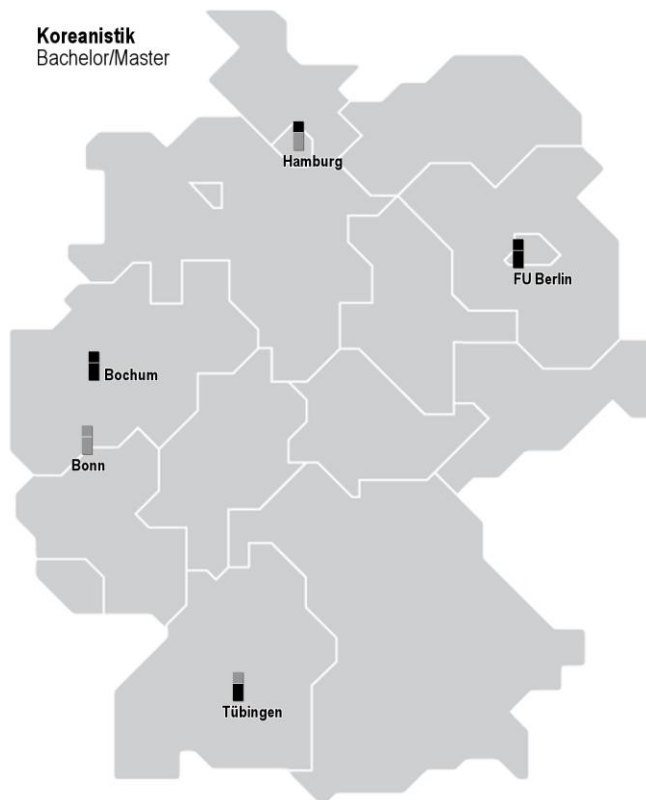 Koreanistik
Bachelor/Master
Hamburg
FU Berlin
Bochum
Bonn
Tübingen